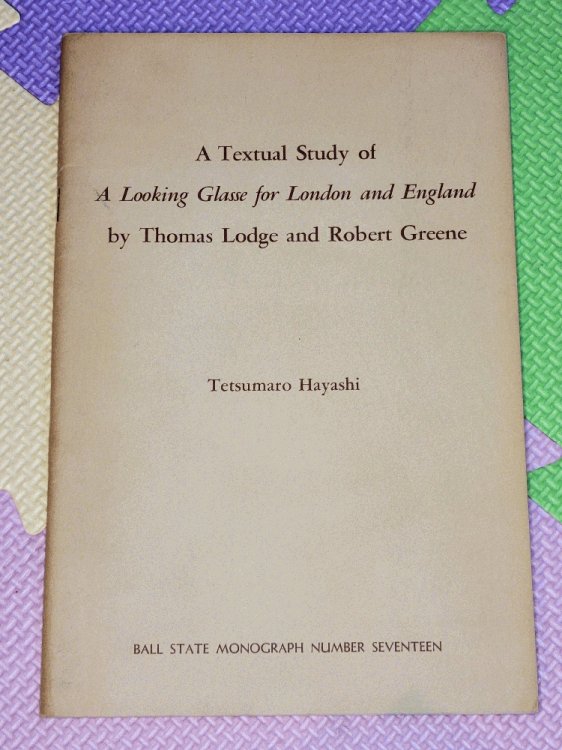 A Textual Study of
A Looking Glasse for London and England
by Thomas Lodge and Robert Greene
Tetsumaro Hayashi
BALL STATE MONOGRAPH NUMBER SEVENTEEN